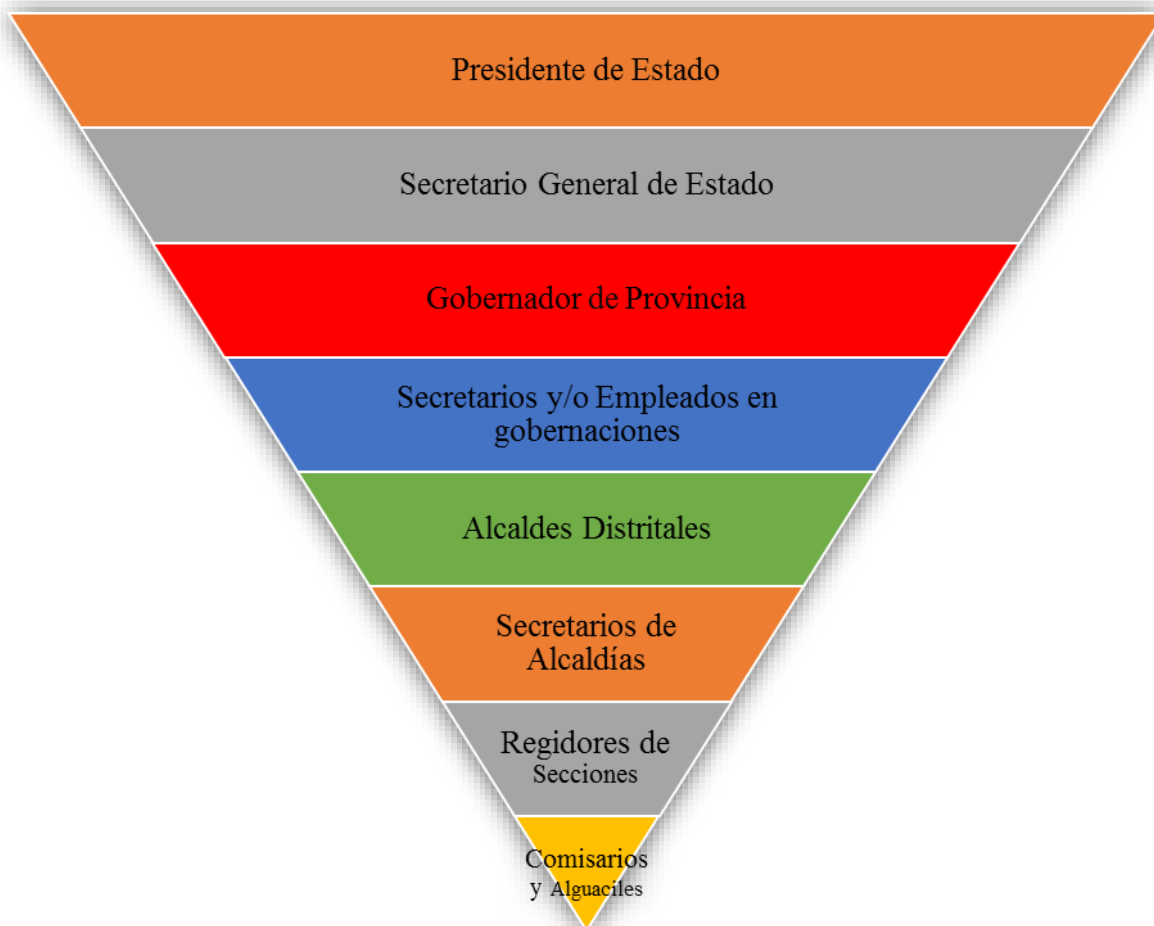 Presidente de Estado
Secretario General de Estado
Gobernador de Provincia
Secretarios y/o Empleados en
gobernaciones
Alcaldes Distritales
Secretarios de
Alcaldías
Regidores de
Secciones
Comisarios
y Alguaciles